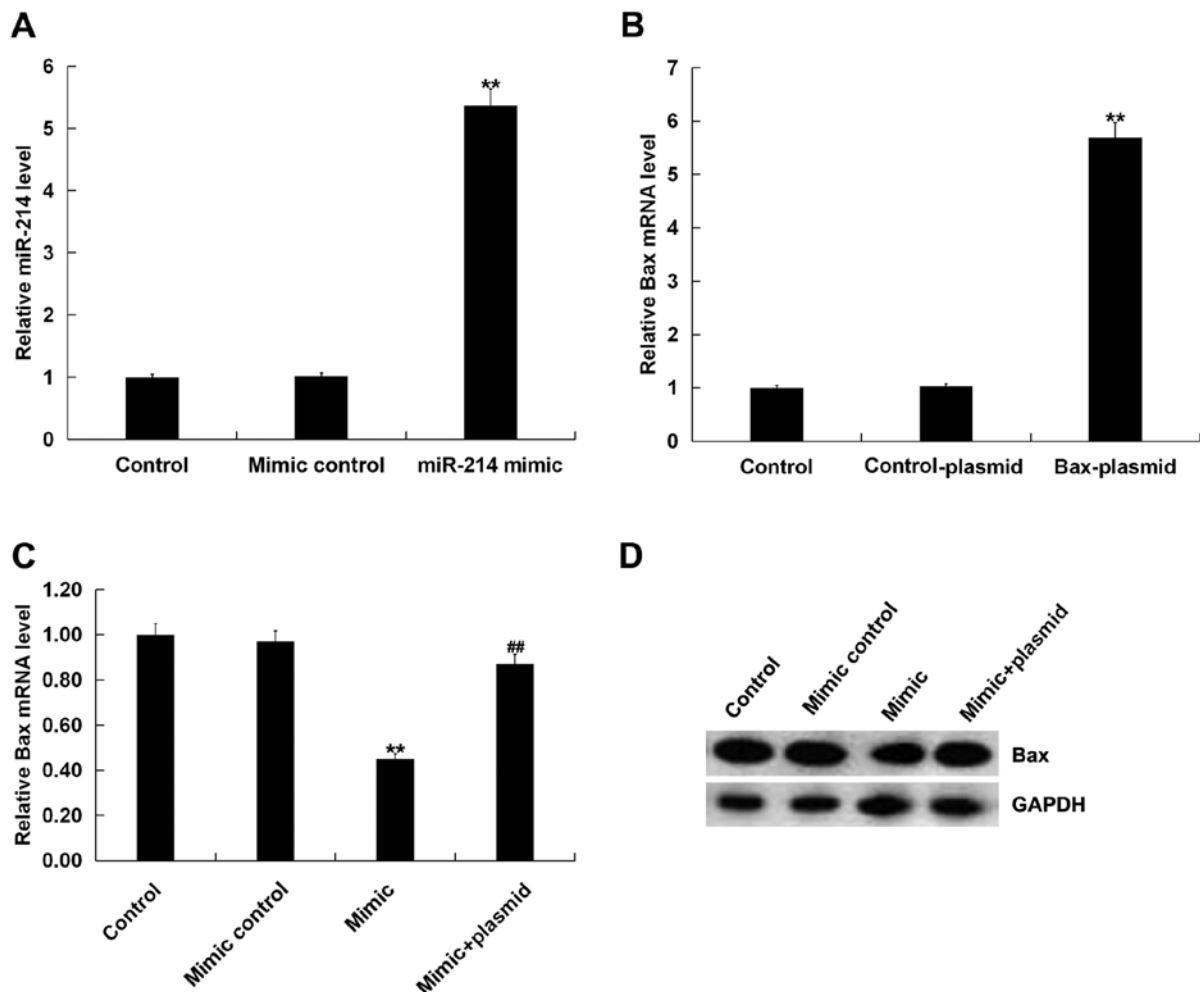 A
Relative miR-214 level
6
5
4
3
2
1
0
**
Control
Mimic control
miR-214 mimic
B
Relative Bax mRNA level
7
6
5
4
3
2
1
0
**
Control
Control-plasmid
Bax-plasmid
C
Relative Bax mRNA level
1.20
1.00
0.80
0.60
0.40
0.20
0.00
**
##
Control
Mimic control
Mimic
Mimic+plasmid
D
Control
Mimic control
Mimic
Mimic+plasmid
Bax
GAPDH